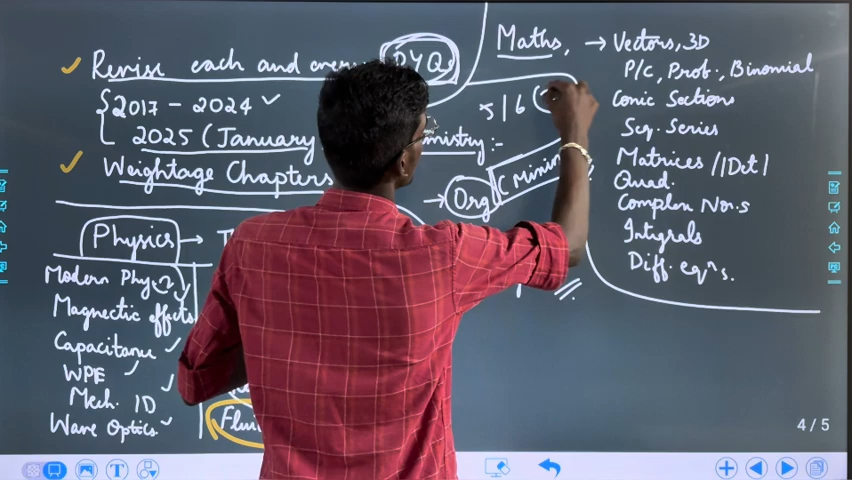 ✓ Revise each and every PYQs
2017 - 2024 ✓
2025 (January
✓ Weightage Chapters
Physics →
Modern Phy
Magnectic effects
Capacitance ✓
WPE ✓
Mech. 1D ✓
Wave Optics ✓
Maths, → Vectors, 3D
P/C, Prob., Binomial
Conic Sections
Seq. Series
Matrices / |Det|
Quad.
Complex Nos.s
Integrals
Diff. eqⁿs.
5 | 6
→ Org
4 / 5
T